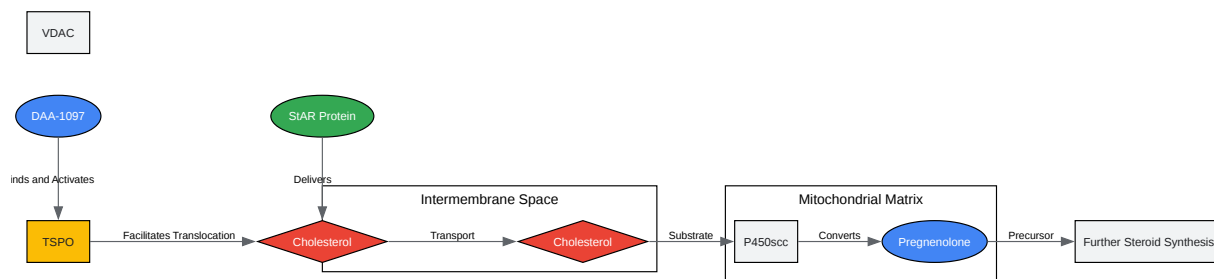 VDAC
DAA-1097
StAR Protein
inds and Activates
Delivers
Intermembrane Space
Mitochondrial Matrix
TSPO
Facilitates Translocation
Cholesterol
Transport
Cholesterol
Substrate
P450scc
Converts
Pregnenolone
Precursor
Further Steroid Synthesis